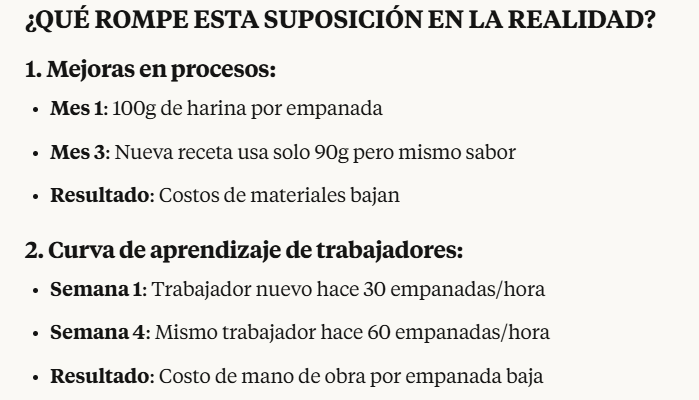 ¿QUÉ ROMPE ESTA SUPOSICIÓN EN LA REALIDAD?
1. Mejoras en procesos:
• Mes 1: 100g de harina por empanada
• Mes 3: Nueva receta usa solo 90g pero mismo sabor
• Resultado: Costos de materiales bajan
2. Curva de aprendizaje de trabajadores:
• Semana 1: Trabajador nuevo hace 30 empanadas/hora
• Semana 4: Mismo trabajador hace 60 empanadas/hora
• Resultado: Costo de mano de obra por empanada baja